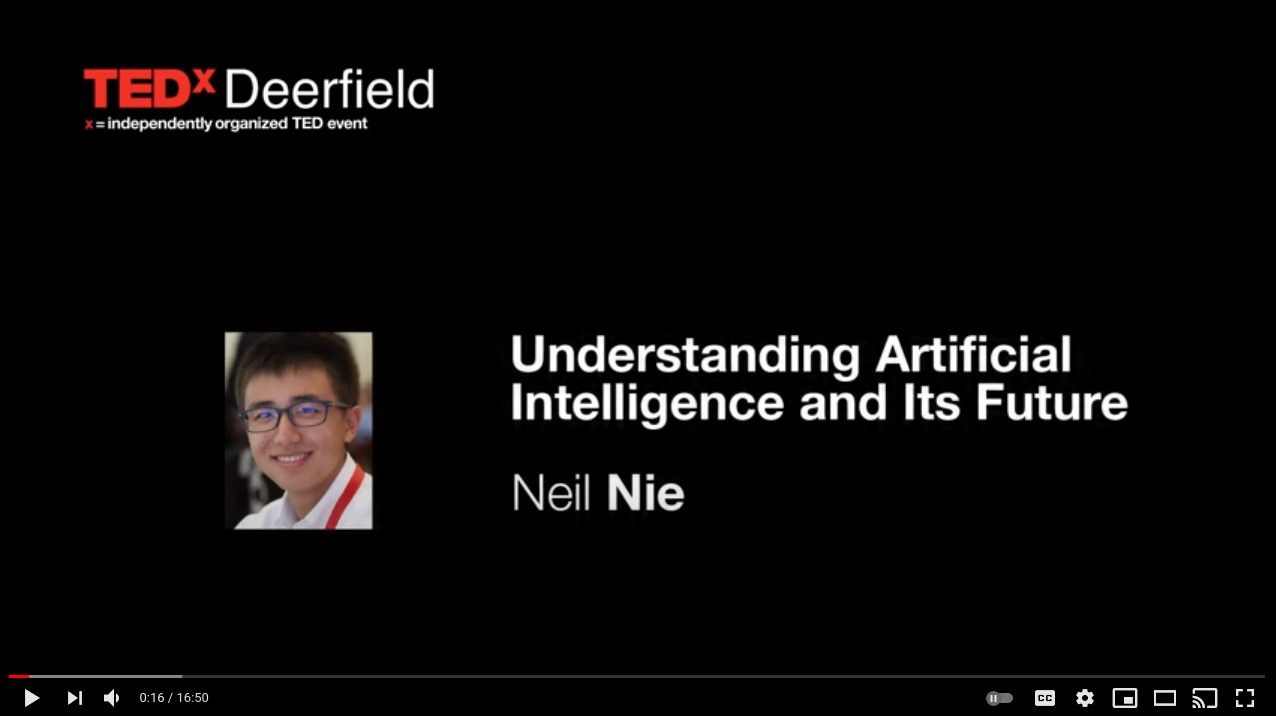 TEDx Deerfield
x = independently organized TED event
Understanding Artificial
Intelligence and Its Future
Neil Nie
0:16 / 16:50
CC